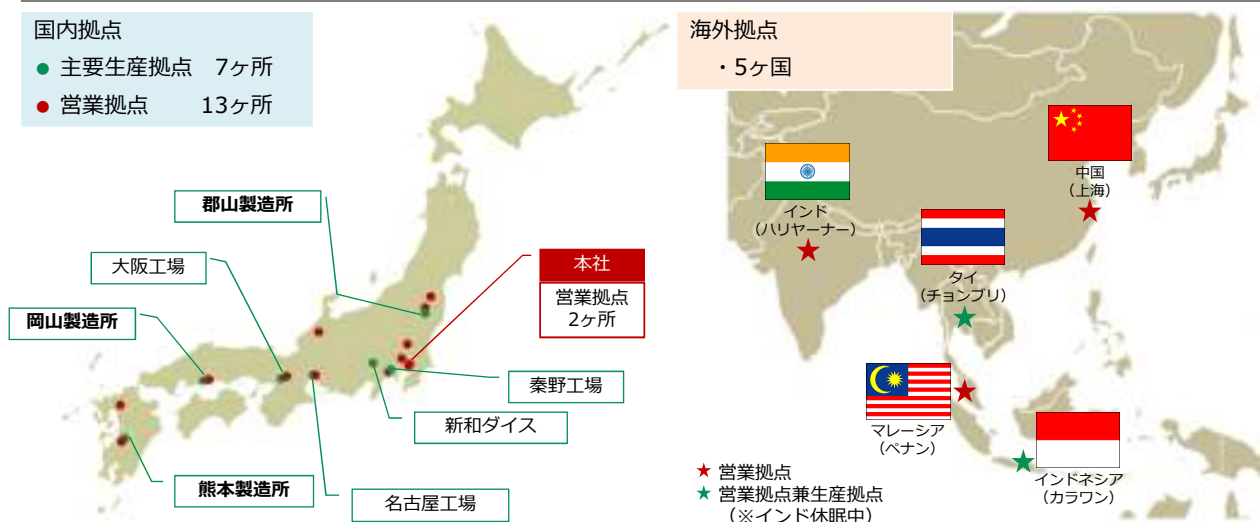 国内拠点
● 主要生産拠点 7ヶ所
● 営業拠点 13ヶ所
郡山製造所
大阪工場
岡山製造所
本社
営業拠点
2ヶ所
秦野工場
新和ダイス
熊本製造所
名古屋工場
海外拠点
・5ヶ国
中国
(上海)
インド
(ハリヤーナー)
タイ
(チョンブリ)
マレーシア
(ペナン)
インドネシア
(カラワン)
★ 営業拠点
★ 営業拠点兼生産拠点
(※インド休眠中)